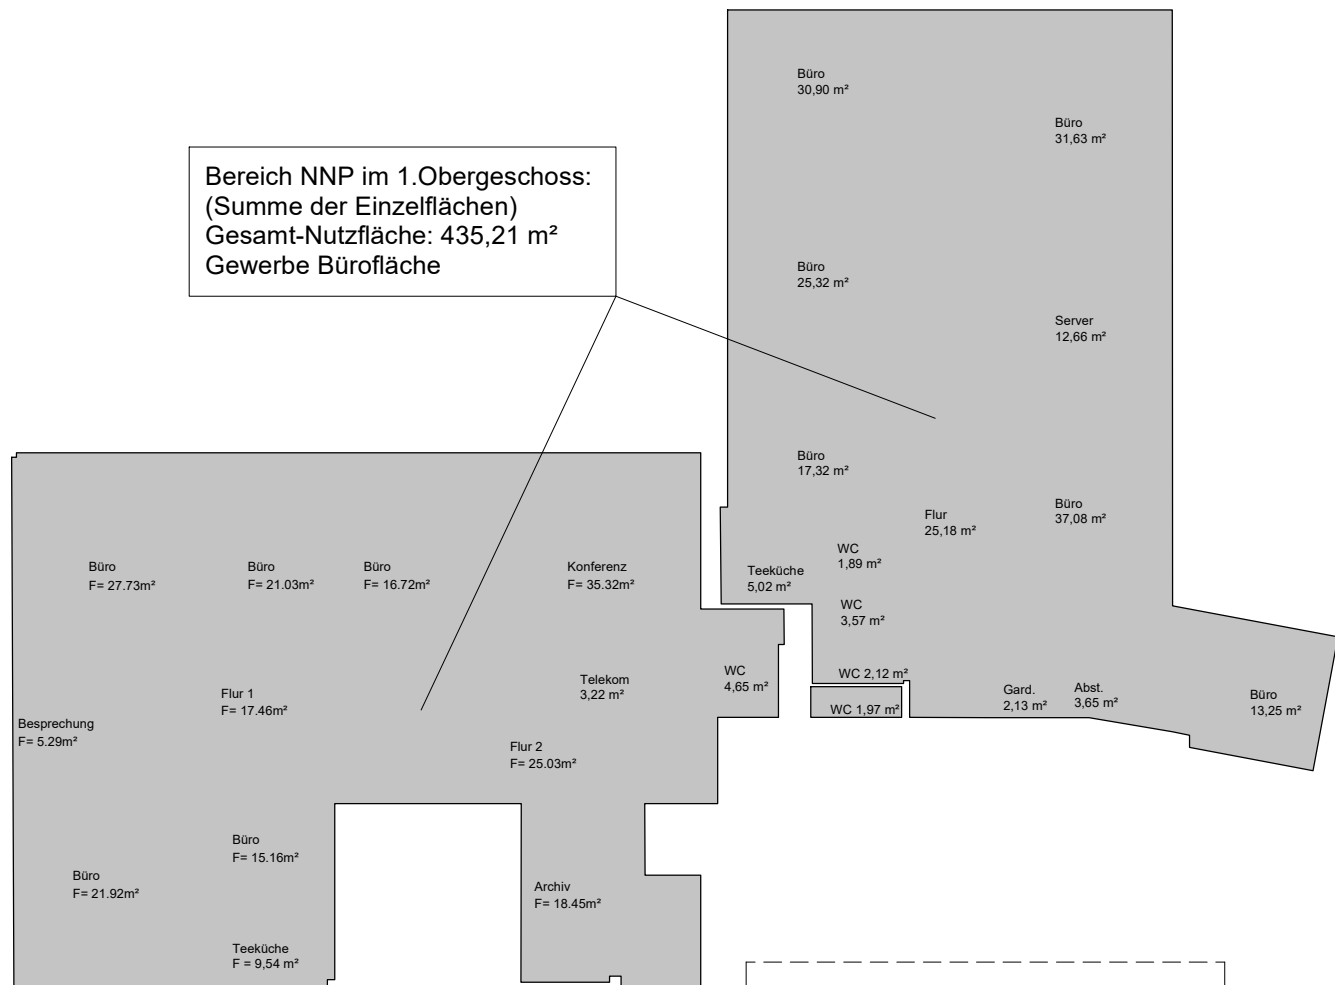 Büro
30,90 m²
Büro
31,63 m²
Bereich NNP im 1.Obergeschoss:
(Summe der Einzelflächen)
Gesamt-Nutzfläche: 435,21 m²
Gewerbe Bürofläche
Büro
25,32 m²
Server
12,66 m²
Büro
17,32 m²
Büro
37,08 m²
Flur
25,18 m²
WC
1,89 m²
Teeküche
5,02 m²
WC
3,57 m²
Büro
F= 27.73m²
Büro
F= 21.03m²
Büro
F= 16.72m²
Konferenz
F= 35.32m²
WC
4,65 m²
WC 2,12 m²
WC 1,97 m²
Telekom
3,22 m²
Gard.
2,13 m²
Abst.
3,65 m²
Büro
13,25 m²
Flur 1
F= 17.46m²
Besprechung
F= 5.29m²
Flur 2
F= 25.03m²
Büro
F= 15.16m²
Büro
F= 21.92m²
Archiv
F= 18.45m²
Teeküche
F = 9,54 m²